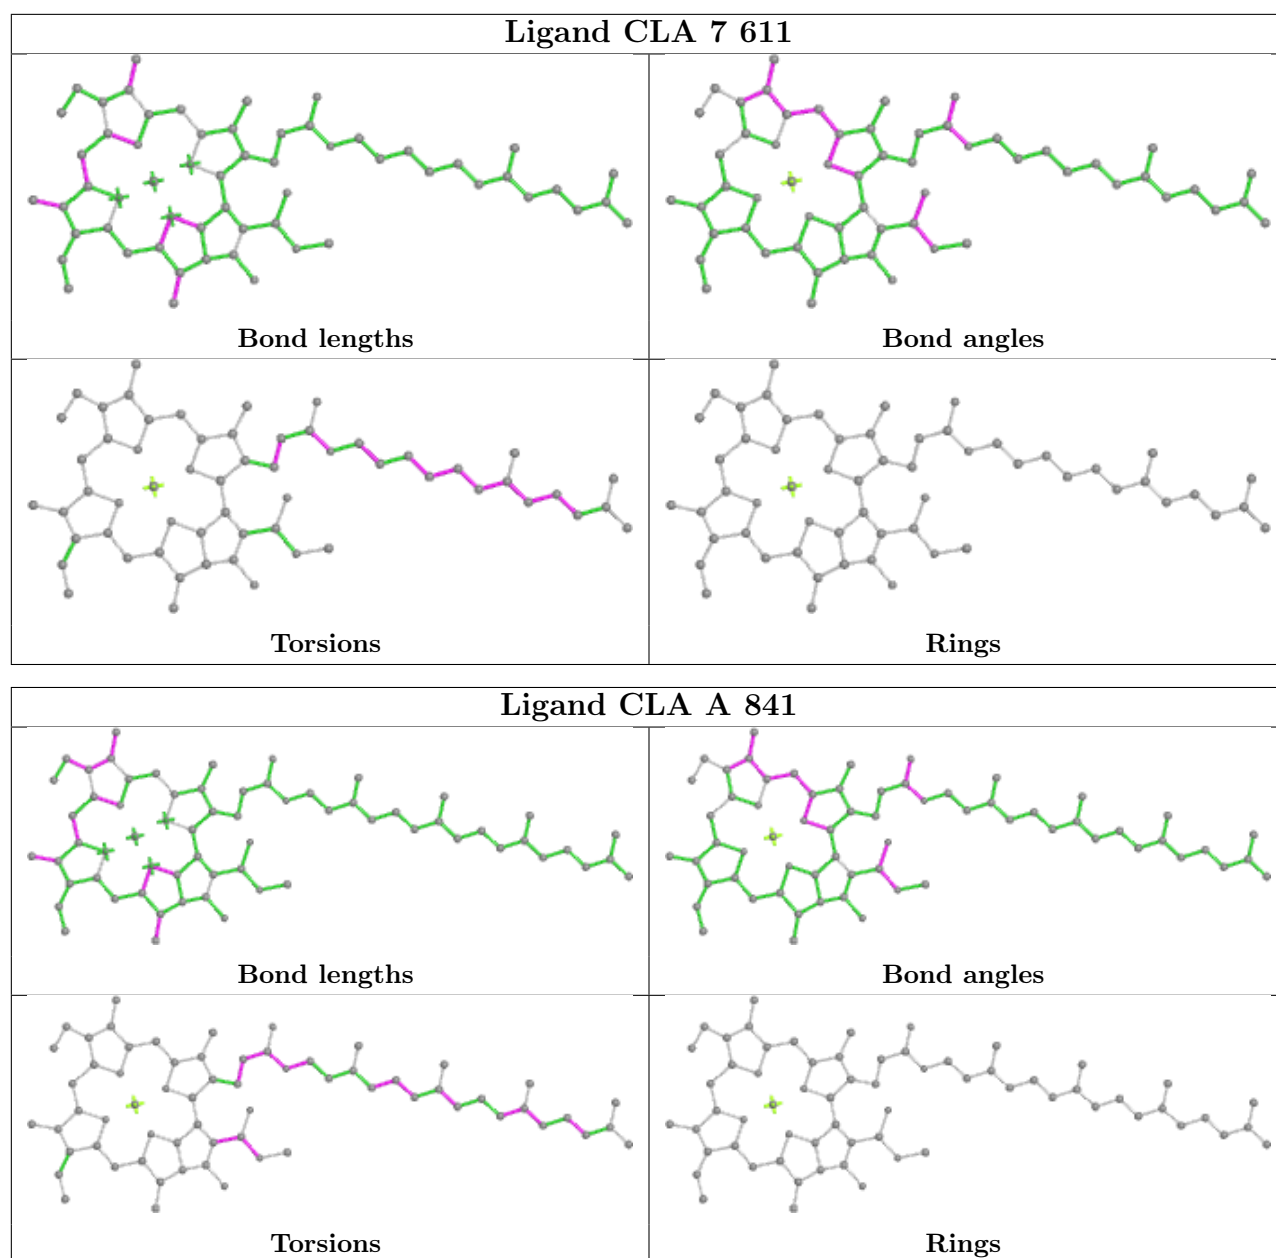 Ligand CLA 7 611
Bond lengths
Bond angles
Torsions
Rings
Ligand CLA A 841
Bond lengths
Bond angles
Torsions
Rings